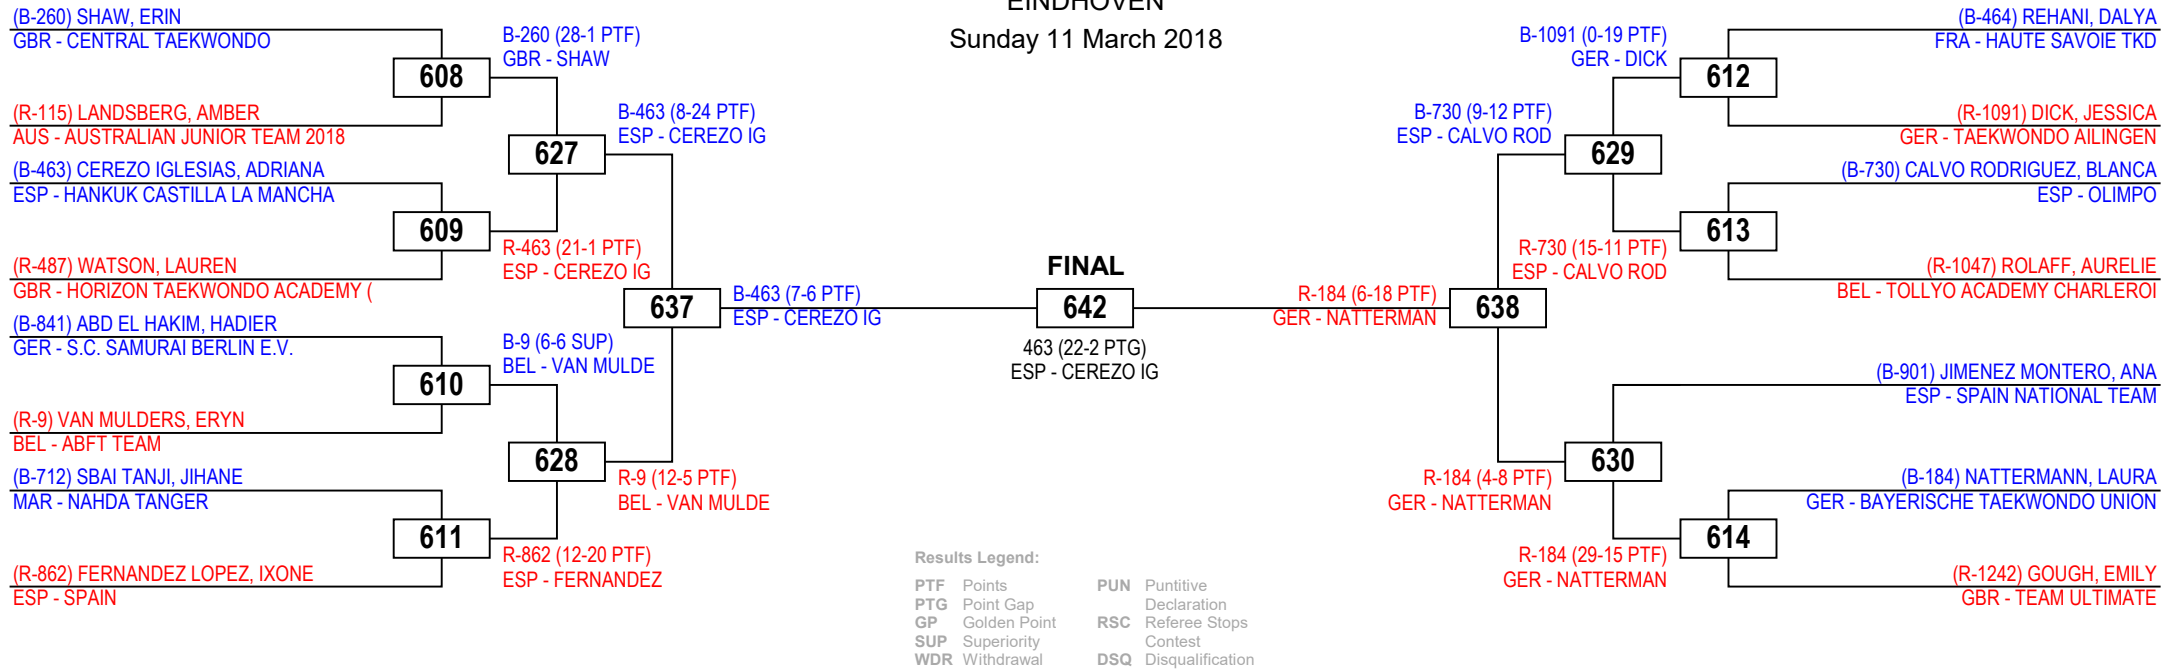 EINDHOVEN
Sunday 11 March 2018
(B-260) SHAW, ERIN
GBR - CENTRAL TAEKWONDO
608
(R-115) LANDSBERG, AMBER
AUS - AUSTRALIAN JUNIOR TEAM 2018
(B-463) CEREZO IGLESIAS, ADRIANA
ESP - HANKUK CASTILLA LA MANCHA
609
(R-487) WATSON, LAUREN
GBR - HORIZON TAEKWONDO ACADEMY (
(B-841) ABD EL HAKIM, HADIER
GER - S.C. SAMURAI BERLIN E.V.
610
(R-9) VAN MULDERS, ERYN
BEL - ABFT TEAM
(B-712) SBAI TANJI, JIHANE
MAR - NAHDA TANGER
611
(R-862) FERNANDEZ LOPEZ, IXONE
ESP - SPAIN
B-260 (28-1 PTF)
GBR - SHAW
627
R-463 (21-1 PTF)
ESP - CEREZO IG
B-9 (6-6 SUP)
BEL - VAN MULDE
628
R-862 (12-20 PTF)
ESP - FERNANDEZ
B-463 (8-24 PTF)
ESP - CEREZO IG
637
R-9 (12-5 PTF)
BEL - VAN MULDE
B-463 (7-6 PTF)
ESP - CEREZO IG
FINAL
642
463 (22-2 PTG)
ESP - CEREZO IG
R-184 (6-18 PTF)
GER - NATTERMAN
B-730 (9-12 PTF)
ESP - CALVO ROD
638
R-184 (4-8 PTF)
GER - NATTERMAN
B-1091 (0-19 PTF)
GER - DICK
629
R-730 (15-11 PTF)
ESP - CALVO ROD
630
R-184 (29-15 PTF)
GER - NATTERMAN
(B-464) REHANI, DALYA
FRA - HAUTE SAVOIE TKD
612
(R-1091) DICK, JESSICA
GER - TAEKWONDO AILINGEN
(B-730) CALVO RODRIGUEZ, BLANCA
ESP - OLIMPO
613
(R-1047) ROLAFF, AURELIE
BEL - TOLLYO ACADEMY CHARLEROI
(B-901) JIMENEZ MONTERO, ANA
ESP - SPAIN NATIONAL TEAM
(B-184) NATTERMANN, LAURA
GER - BAYERISCHE TAEKWONDO UNION
614
(R-1242) GOUGH, EMILY
GBR - TEAM ULTIMATE
Results Legend:
PTF Points
PTG Point Gap
GP Golden Point
SUP Superiority
WDR Withdrawal
PUN Puntitive
Declaration
RSC Referee Stops
Contest
DSQ Disqualification